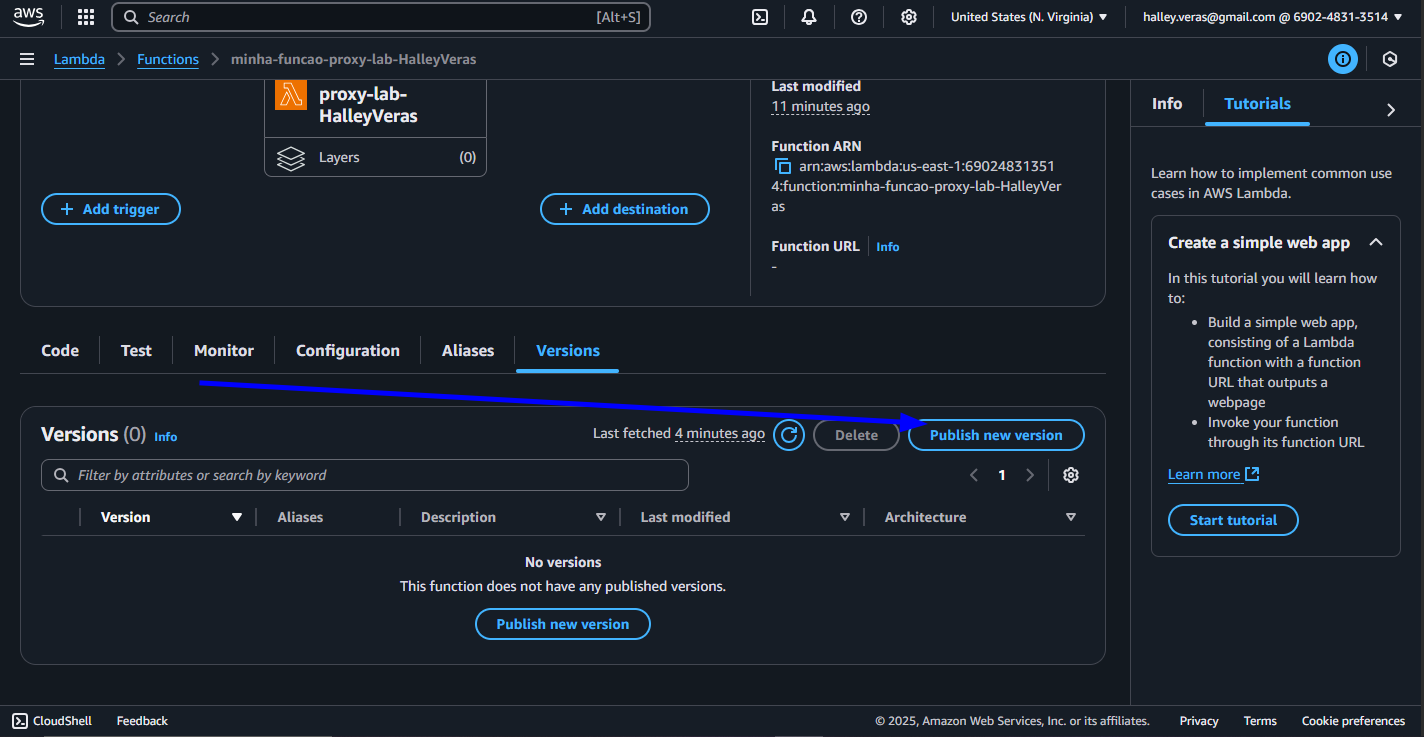 aws
Search [Alt+S]
United States (N. Virginia)
halley.veras@gmail.com @ 6902-4831-3514
Lambda
Functions
minha-funcao-proxy-lab-HalleyVeras
proxy-lab-
HalleyVeras
Layers (0)
Add trigger
Add destination
Last modified
11 minutes ago
Function ARN
arn:aws:lambda:us-east-1:69024831351
4:function:minha-funcao-proxy-lab-HalleyVer
as
Function URL Info
-
Code Test Monitor Configuration Aliases Versions
Versions (0) Info
Last fetched 4 minutes ago
Delete
Publish new version
Filter by attributes or search by keyword
1
Version Aliases Description Last modified Architecture
No versions
This function does not have any published versions.
Publish new version
Info Tutorials
Learn how to implement common use
cases in AWS Lambda.
Create a simple web app
In this tutorial you will learn how
to:
• Build a simple web app,
consisting of a Lambda
function with a function
URL that outputs a
webpage
• Invoke your function
through its function URL
Learn more
Start tutorial
CloudShell Feedback
© 2025, Amazon Web Services, Inc. or its affiliates. Privacy Terms Cookie preferences